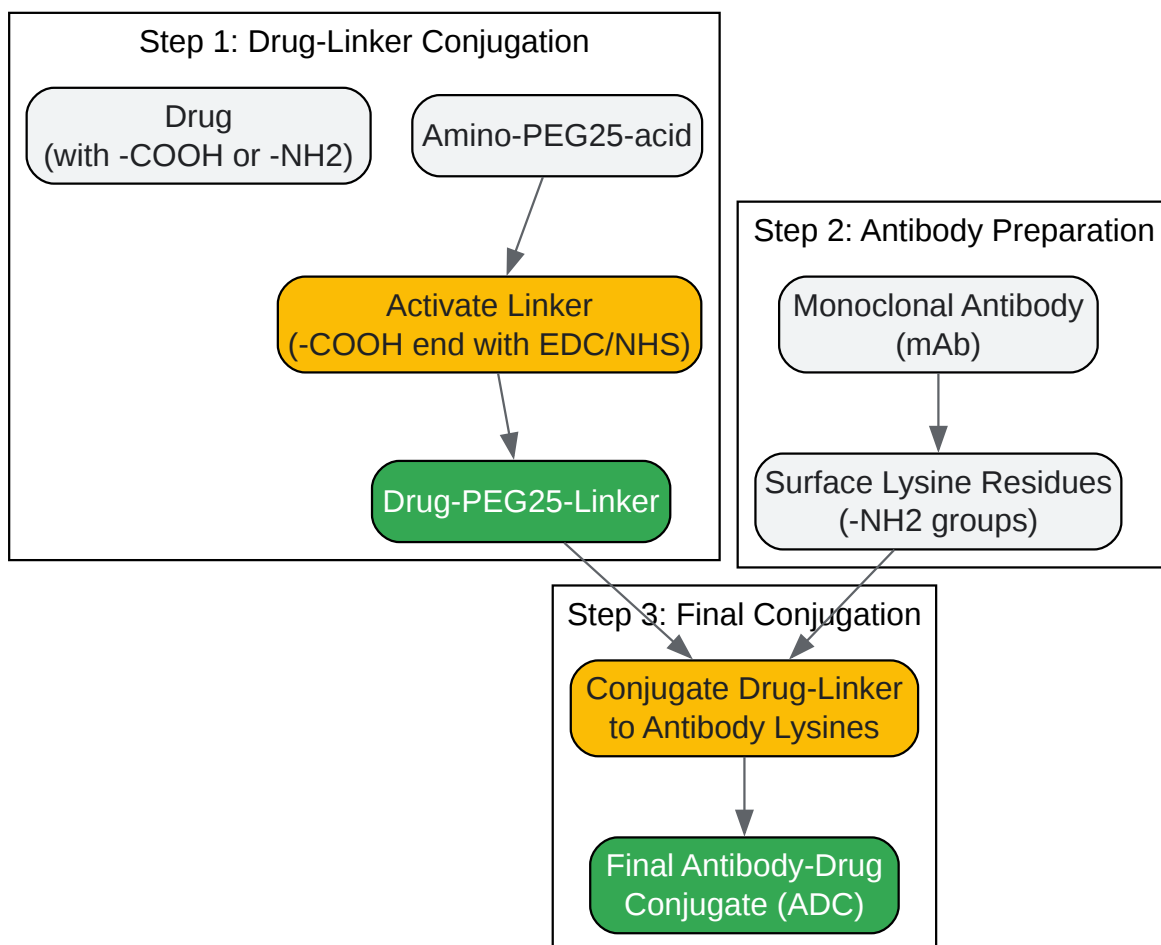 Step 1: Drug-Linker Conjugation
Drug
(with -COOH or -NH2)
Amino-PEG25-acid
Activate Linker
(-COOH end with EDC/NHS)
Drug-PEG25-Linker
Step 2: Antibody Preparation
Monoclonal Antibody
(mAb)
Surface Lysine Residues
(-NH2 groups)
Step 3: Final Conjugation
Conjugate Drug-Linker
to Antibody Lysines
Final Antibody-Drug
Conjugate (ADC)